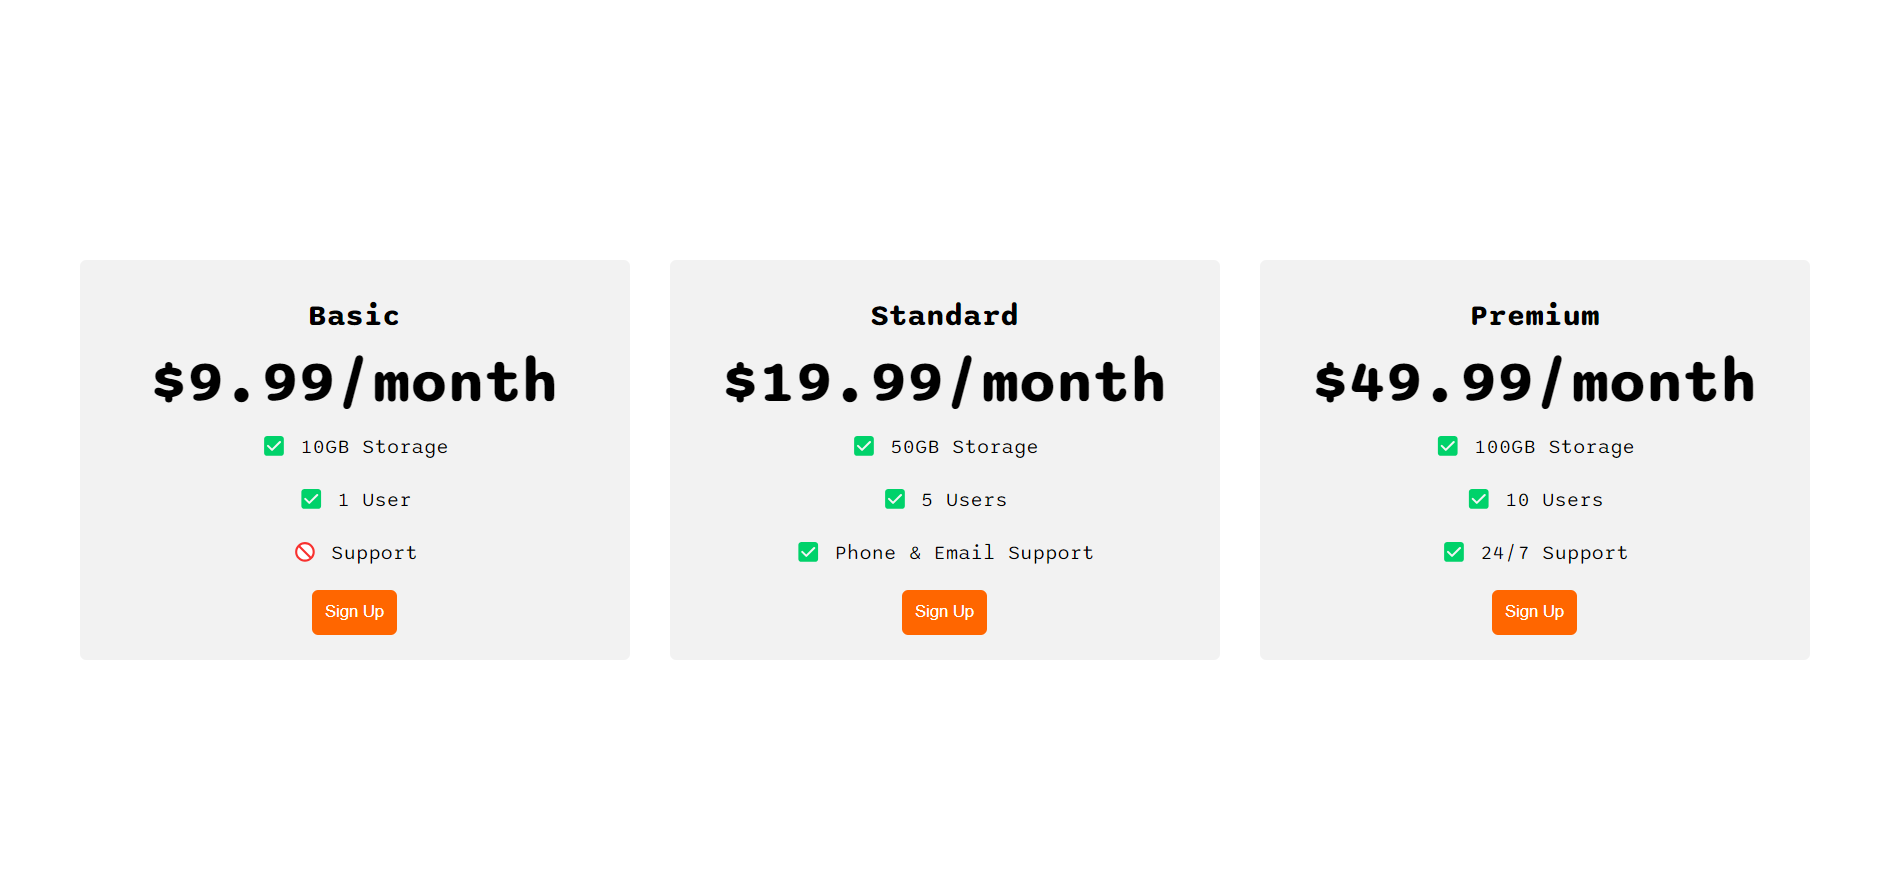 Basic
$9.99/month
10GB Storage
1 User
Support
Sign Up
Standard
$19.99/month
50GB Storage
5 Users
Phone & Email Support
Sign Up
Premium
$49.99/month
100GB Storage
10 Users
24/7 Support
Sign Up